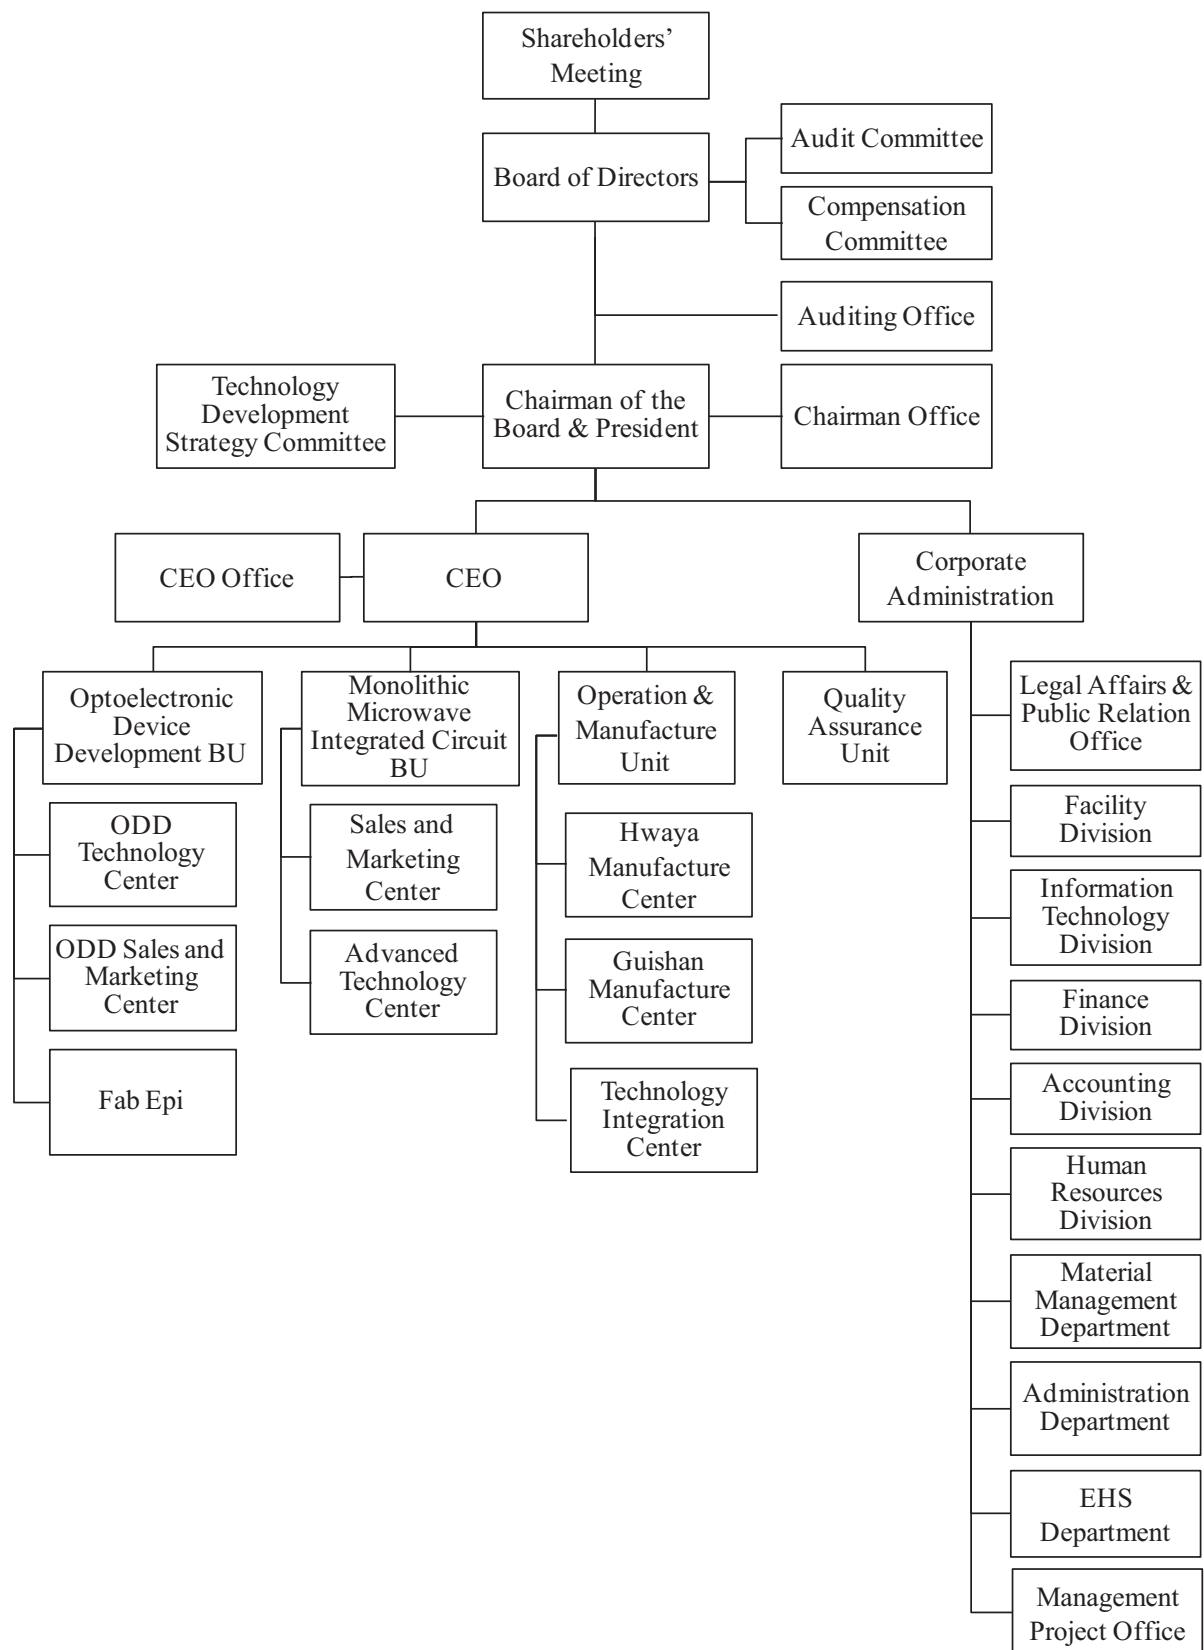 Shareholders’
Meeting
Board of Directors
Audit Committee
Compensation
Committee
Auditing Office
Technology
Development
Strategy Committee
Chairman of the
Board & President
Chairman Office
CEO Office
CEO
Corporate
Administration
Optoelectronic
Device
Development BU
Monolithic
Microwave
Integrated Circuit
BU
Operation &
Manufacture
Unit
Quality
Assurance
Unit
ODD
Technology
Center
ODD Sales and
Marketing
Center
Fab Epi
Sales and
Marketing
Center
Advanced
Technology
Center
Hwaya
Manufacture
Center
Guishan
Manufacture
Center
Technology
Integration
Center
Legal Affairs &
Public Relation
Office
Facility
Division
Information
Technology
Division
Finance
Division
Accounting
Division
Human
Resources
Division
Material
Management
Department
Administration
Department
EHS
Department
Management
Project Office